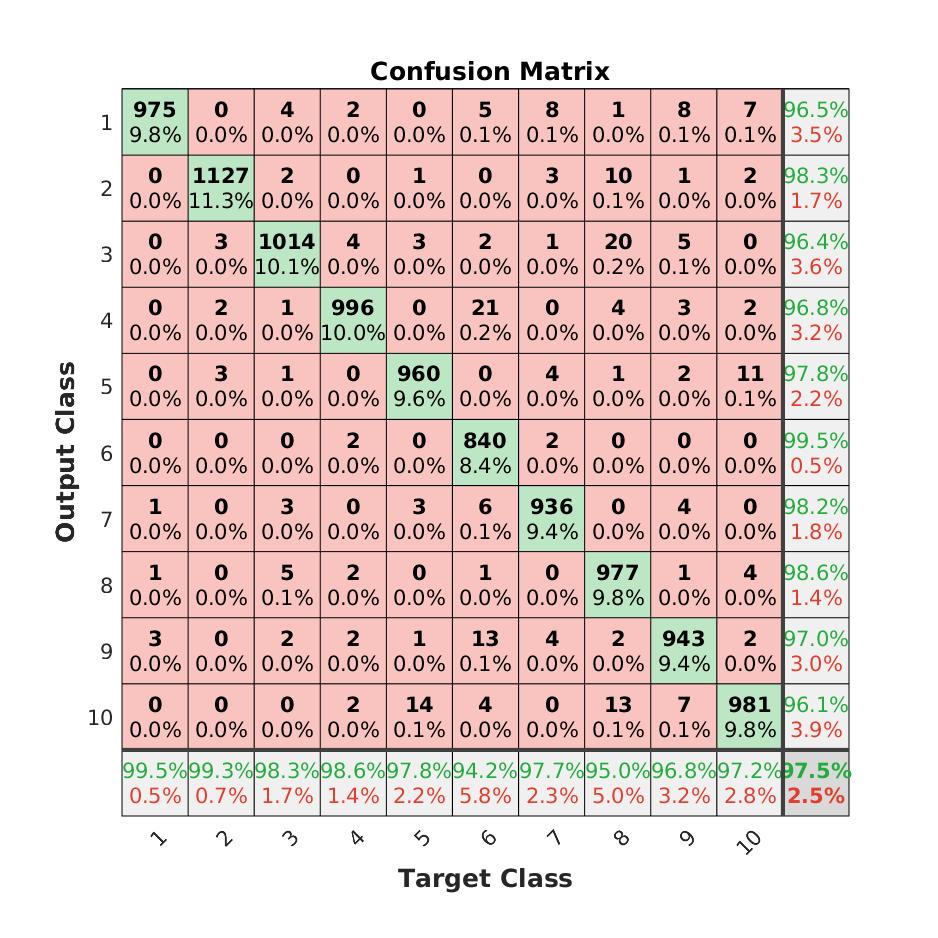 Confusion Matrix
975 0 4 2 0 5 8 1 8 7 96.5%
1
9.8% 0.0% 0.0% 0.0% 0.0% 0.1% 0.1% 0.0% 0.1% 0.1% 3.5%
0 1127 2 0 1 0 3 10 1 2 98.3%
2
0.0% 11.3% 0.0% 0.0% 0.0% 0.0% 0.0% 0.1% 0.0% 0.0% 1.7%
0 3 1014 4 3 2 1 20 5 0 96.4%
3
0.0% 0.0% 10.1% 0.0% 0.0% 0.0% 0.0% 0.2% 0.1% 0.0% 3.6%
0 2 1 996 0 21 0 4 3 2 96.8%
4
0.0% 0.0% 0.0% 10.0% 0.0% 0.2% 0.0% 0.0% 0.0% 0.0% 3.2%
0 3 1 0 960 0 4 1 2 11 97.8%
5
0.0% 0.0% 0.0% 0.0% 9.6% 0.0% 0.0% 0.0% 0.0% 0.1% 2.2%
0 0 0 2 0 840 2 0 0 0 99.5%
6
0.0% 0.0% 0.0% 0.0% 0.0% 8.4% 0.0% 0.0% 0.0% 0.0% 0.5%
1 0 3 0 3 6 936 0 4 0 98.2%
7
0.0% 0.0% 0.0% 0.0% 0.0% 0.1% 9.4% 0.0% 0.0% 0.0% 1.8%
1 0 5 2 0 1 0 977 1 4 98.6%
8
0.0% 0.0% 0.1% 0.0% 0.0% 0.0% 0.0% 9.8% 0.0% 0.0% 1.4%
3 0 2 2 1 13 4 2 943 2 97.0%
9
0.0% 0.0% 0.0% 0.0% 0.0% 0.1% 0.0% 0.0% 9.4% 0.0% 3.0%
0 0 0 2 14 4 0 13 7 981 96.1%
10
0.0% 0.0% 0.0% 0.0% 0.1% 0.0% 0.0% 0.1% 0.1% 9.8% 3.9%
99.5% 99.3% 98.3% 98.6% 97.8% 94.2% 97.7% 95.0% 96.8% 97.2% 97.5%
0.5% 0.7% 1.7% 1.4% 2.2% 5.8% 2.3% 5.0% 3.2% 2.8% 2.5%
1 2 3 4 5 6 7 8 9 10
Target Class
Output Class